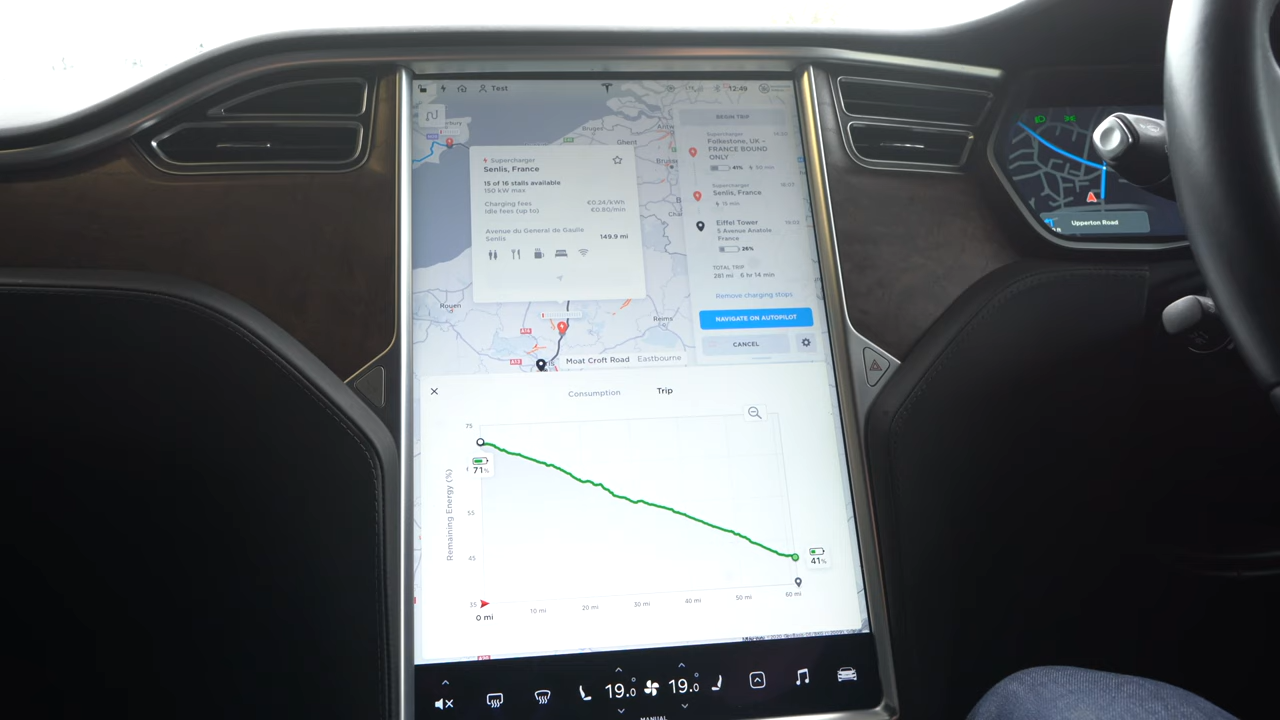 Test
12:49
Bruges
Ghent
Rouen
Reims
Supercharger
Senlis, France
15 of 16 stalls available
150 kW max
Charging fees €0.24/kWh
Idle fees (up to) €0.80/min
Avenue du General de Gaulle
Senlis
149.9 mi
BEGIN TRIP
Supercharger
Folkestone, UK -
FRANCE BOUND
ONLY
41%
Supercharger
Senlis, France
15 min
Eiffel Tower
5 Avenue Anatole
France
26%
TOTAL TRIP
281 mi 6 hr 14 min
Remove charging stops
NAVIGATE ON AUTOPILOT
CANCEL
Moat Croft Road Eastbourne
Consumption Trip
Remaining Energy (%)
75
55
45
35
71%
41%
0 mi
10 mi
20 mi
30 mi
40 mi
50 mi
60 mi
19.0
19.0
MANUAL
Upperton Road